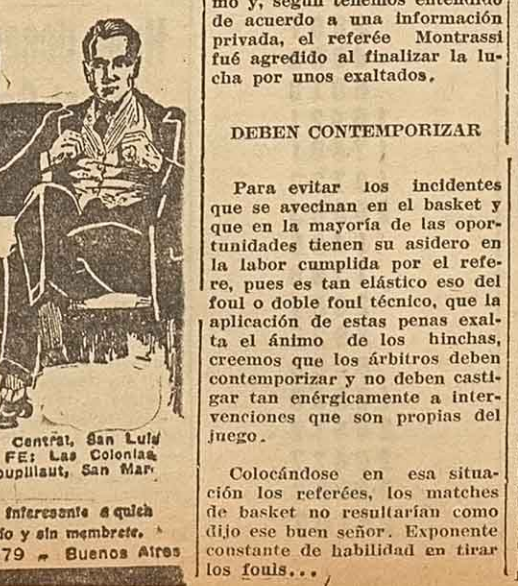 mo y, según tenemos entendido
de acuerdo a una información
privada, el referée Montrassi
fué agredido al finalizar la lu-
cha por unos exaltados.
DEBEN CONTEMPORIZAR
Para evitar los incidentes
que se avecinan en el basket y
que en la mayoría de las opor-
tunidades tienen su asidero en
la labor cumplida por el refe-
re, pues es tan elástico eso del
foul o doble foul técnico, que la
aplicación de estas penas exal-
ta el ánimo de los hinchas,
creemos que los árbitros deben
contemporizar y no deben casti-
gar tan enérgicamente a inter-
venciones que son propias del
juego.
Colocándose en esa situa-
ción los referées, los matches
de basket no resultarían como
dijo ese buen señor. Exponente
constante de habilidad en tirar
los fouls...
Central, San Luis
FE: Las Colonias
oupillaut, San Mar-
interesante a quien
y sin membrete.
79 - Buenos Aires